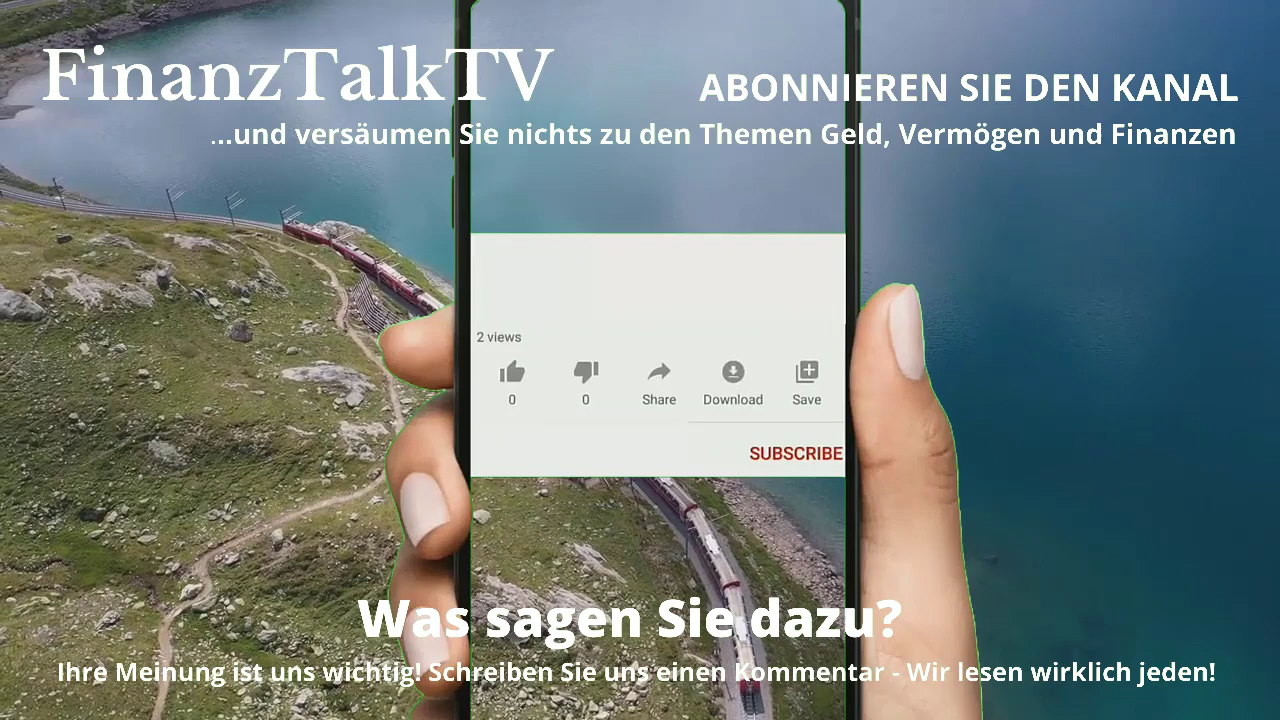 FinanzTalkTV
ABONNIEREN SIE DEN KANAL
...und versäumen Sie nichts zu den Themen Geld, Vermögen und Finanzen
2 views
0 0 Share Download Save
SUBSCRIBE
Was sagen Sie dazu?
Ihre Meinung ist uns wichtig! Schreiben Sie uns einen Kommentar - Wir lesen wirklich jeden!